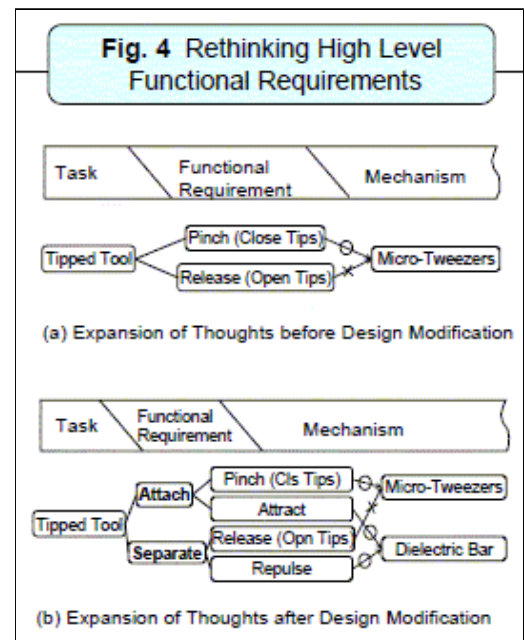 Fig. 4 Rethinking High Level
Functional Requirements
Task
Functional
Requirement
Mechanism
Pinch (Close Tips)
Tipped Tool
Micro-Tweezers
Release (Open Tips)
(a) Expansion of Thoughts before Design Modification
Task
Functional
Requirement
Mechanism
Pinch (Cls Tips)
Micro-Tweezers
Attach
Attract
Tipped Tool
Release (Opn Tips
Separate
Dielectric Bar
Repulse
(b) Expansion of Thoughts after Design Modification